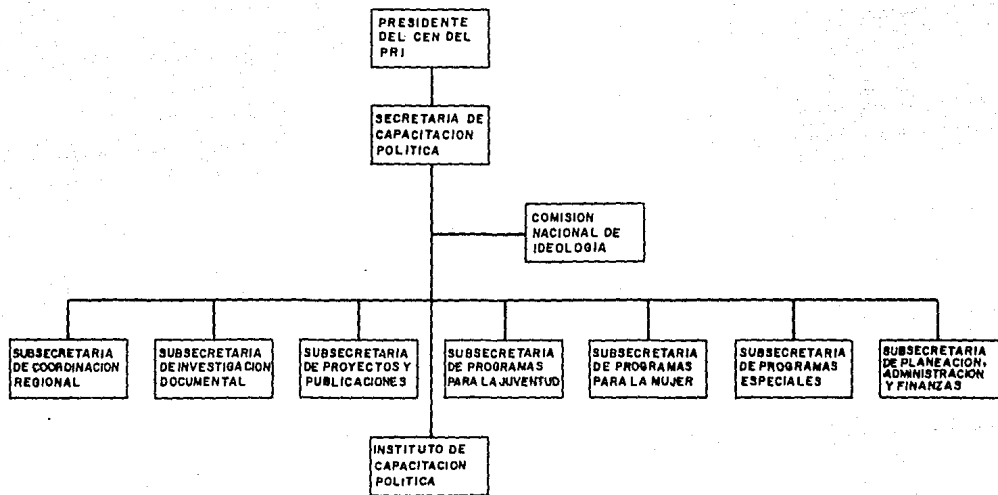 PRESIDENTE
DEL CEN DEL
PRI
SECRETARIA DE
CAPACITACION
POLITICA
COMISION
NACIONAL DE
IDEOLOGIA
SUBSECRETARIA
DE COORDINACION
REGIONAL
SUBSECRETARIA
DE INVESTIGACION
DOCUMENTAL
SUBSECRETARIA
DE PROYECTOS Y
PUBLICACIONES
SUBSECRETARIA
DE PROGRAMAS
PARA LA JUVENTUD
SUBSECRETARIA
DE PROGRAMAS
PARA LA MUJER
SUBSECRETARIA
DE PROGRAMAS
ESPECIALES
SUBSECRETARIA
DE PLANEACION,
ADMINISTRACION
Y FINANZAS
INSTITUTO DE
CAPACITACION
POLITICA